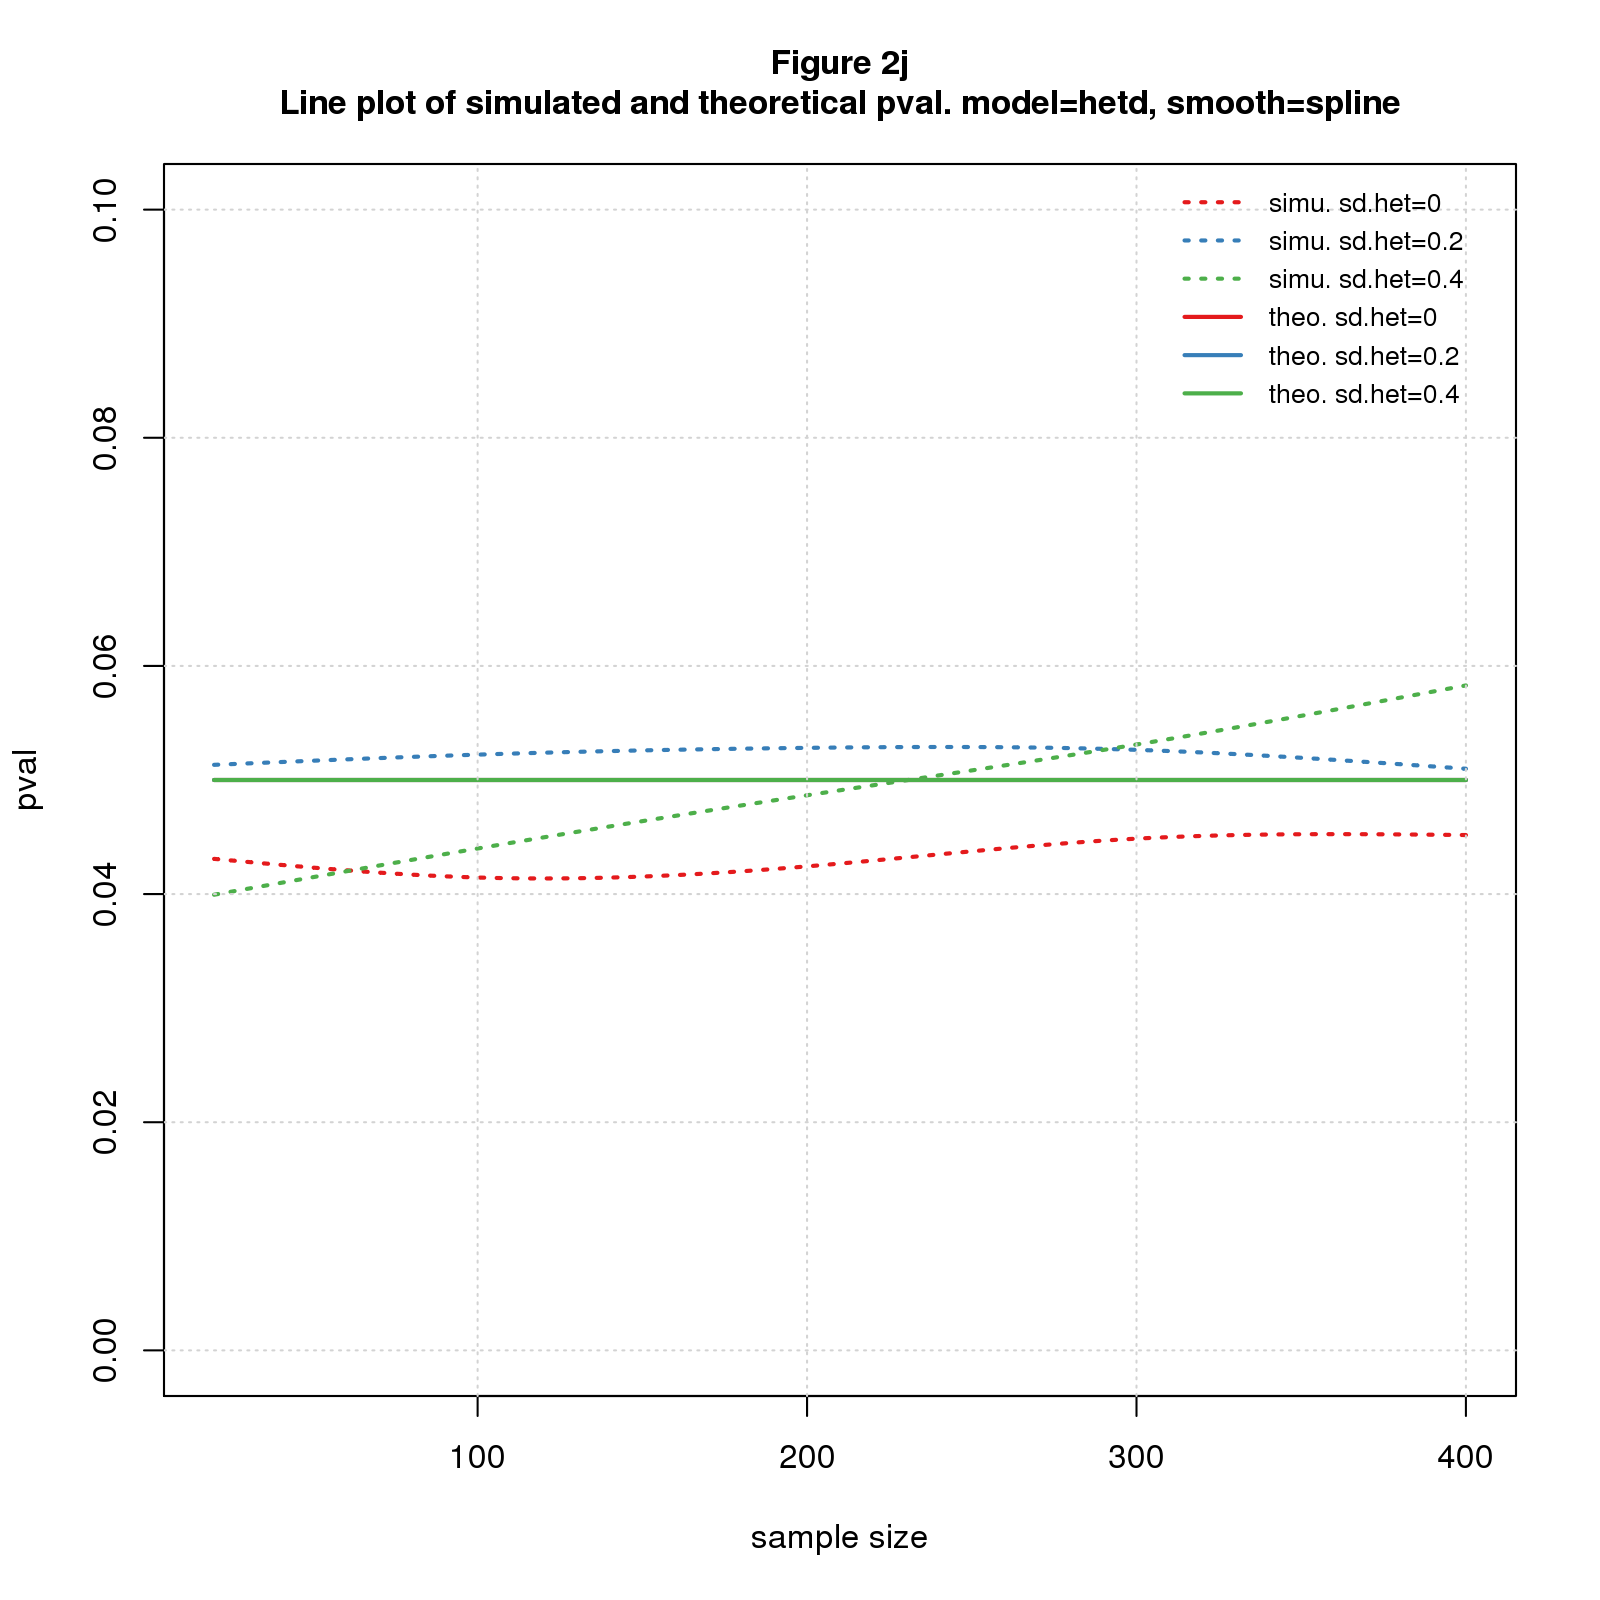 Figure 2j
Line plot of simulated and theoretical pval. model=hetd, smooth=spline
simu. sd.het=0
simu. sd.het=0.2
simu. sd.het=0.4
theo. sd.het=0
theo. sd.het=0.2
theo. sd.het=0.4
0.10
0.08
0.06
0.04
0.02
0.00
pval
100 200 300 400
sample size